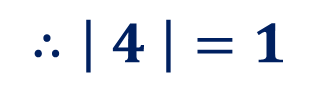 ∴ | 4 | = 1